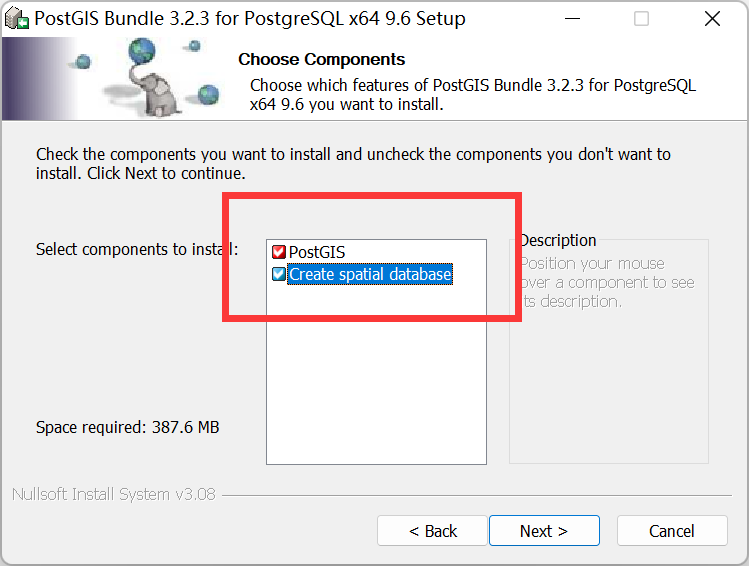 PostGIS Bundle 3.2.3 for PostgreSQL x64 9.6 Setup
Choose Components
Choose which features of PostGIS Bundle 3.2.3 for PostgreSQL
x64 9.6 you want to install.
Check the components you want to install and uncheck the components you don't want to
install. Click Next to continue.
Select components to install:
PostGIS
Create spatial database
Description
Position your mouse
over a component to see
its description.
Space required: 387.6 MB
Nullsoft Install System v3.08
< Back
Next >
Cancel